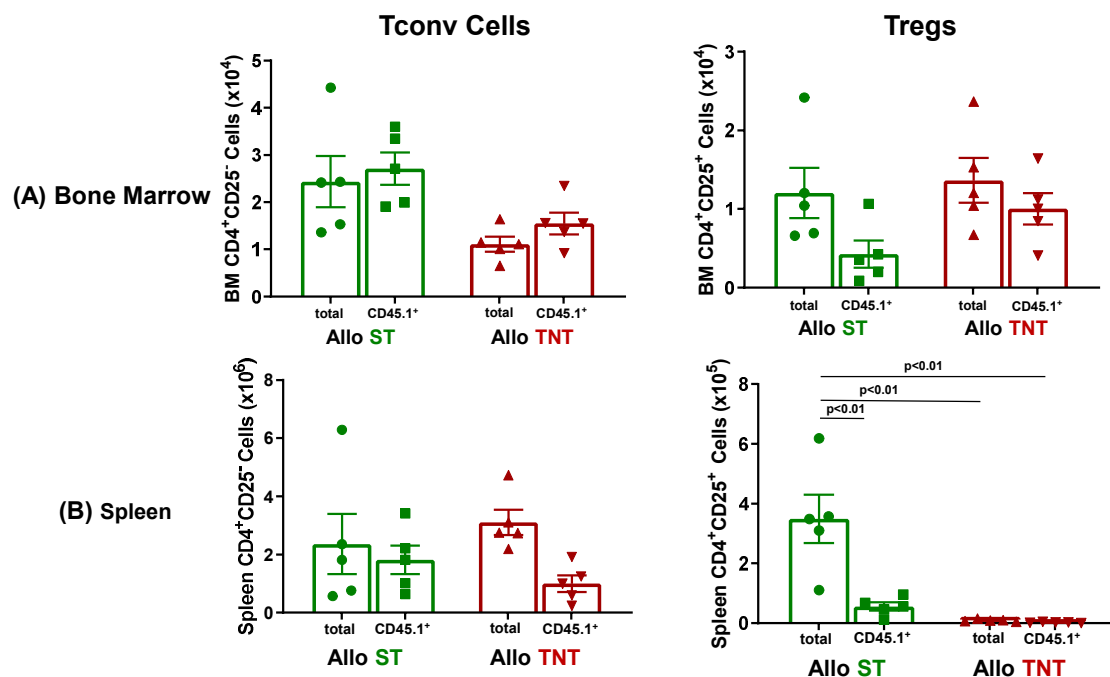 Tconv Cells
Tregs
(A) Bone Marrow
BM CD4⁺CD25⁻ Cells (x10⁴)
5
4
3
2
1
0
total
CD45.1⁺
total
CD45.1⁺
Allo ST
Allo TNT
BM CD4⁺CD25⁺ Cells (x10⁴)
3
2
1
0
total
CD45.1⁺
total
CD45.1⁺
Allo ST
Allo TNT
(B) Spleen
Spleen CD4⁺CD25⁻ Cells (x10⁶)
8
6
4
2
0
total
CD45.1⁺
total
CD45.1⁺
Allo ST
Allo TNT
Spleen CD4⁺CD25⁺ Cells (x10⁵)
8
6
4
2
0
p<0.01
p<0.01
p<0.01
total
CD45.1⁺
total
CD45.1⁺
Allo ST
Allo TNT